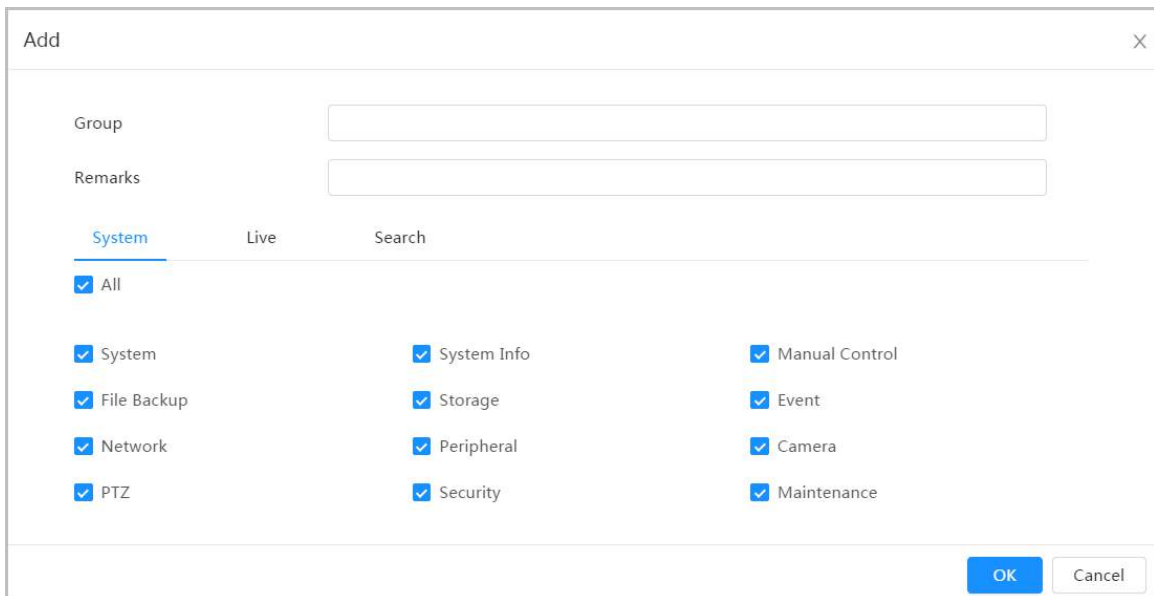 Add
Group
Remarks
System Live Search
All
System System Info Manual Control
File Backup Storage Event
Network Peripheral Camera
PTZ Security Maintenance
OK Cancel